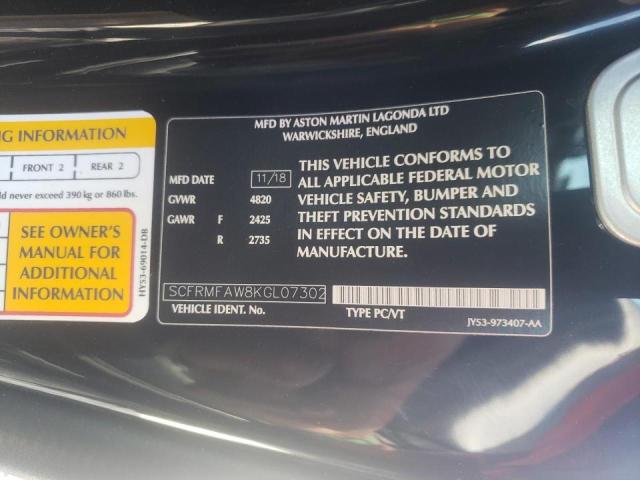 NG INFORMATION
FRONT 2 REAR 2
ld never exceed 390 kg or 860 lbs.
SEE OWNER'S
MANUAL FOR
ADDITIONAL
INFORMATION
HY53-69014-DB
MFD BY ASTON MARTIN LAGONDA LTD
WARWICKSHIRE, ENGLAND
MFD DATE 11/18
GVWR 4820
GAWR F 2425
R 2735
THIS VEHICLE CONFORMS TO
ALL APPLICABLE FEDERAL MOTOR
VEHICLE SAFETY, BUMPER AND
THEFT PREVENTION STANDARDS
IN EFFECT ON THE DATE OF
MANUFACTURE.
SCFRMFAW8KGL07302
VEHICLE IDENT. No. TYPE PC/VT JY53-973407-AA